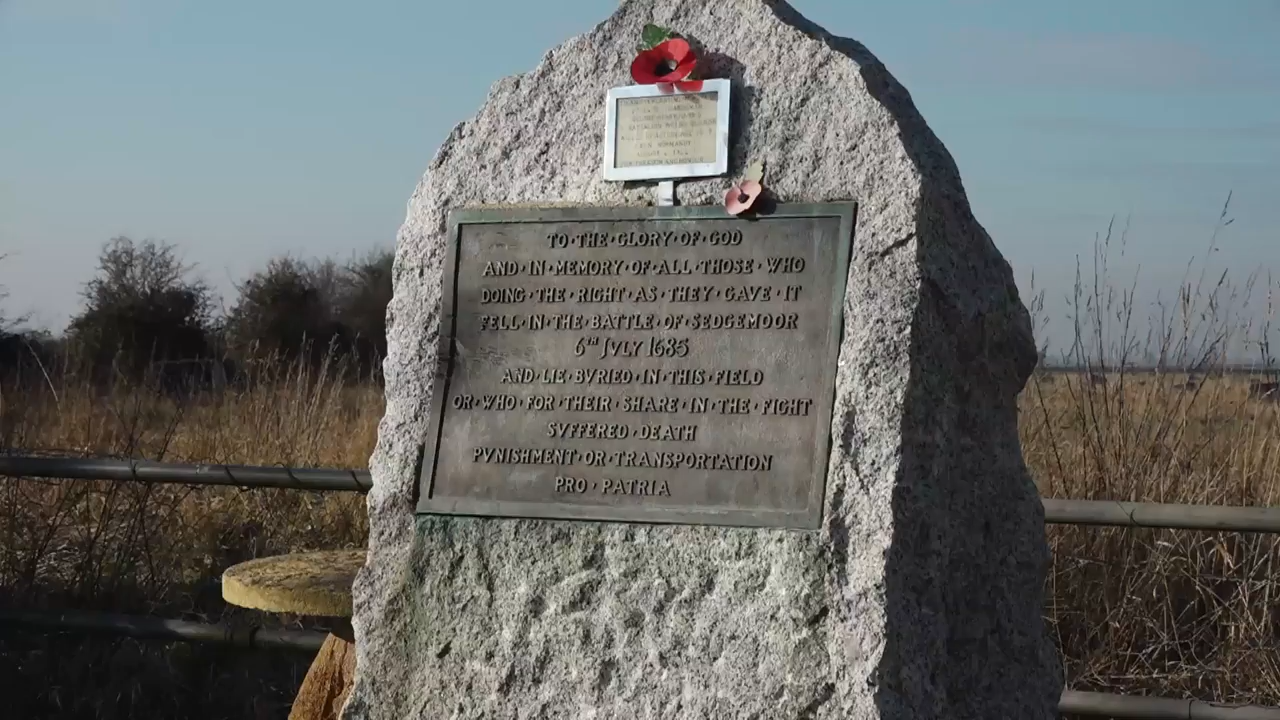 TO·THE·GLORY·OF·GOD
AND·IN·MEMORY·OF·ALL·THOSE·WHO
DOING·THE·RIGHT·AS·THEY·GAVE·IT
FELL·IN·THE·BATTLE·OF·SEDGEMOOR
6TH JVLY 1685
AND·LIE·BVRIED·IN·THIS·FIELD
OR·WHO·FOR·THEIR·SHARE·IN·THE·FIGHT
SVFFERED·DEATH
PVNISHMENT·OR·TRANSPORTATION
PRO·PATRIA